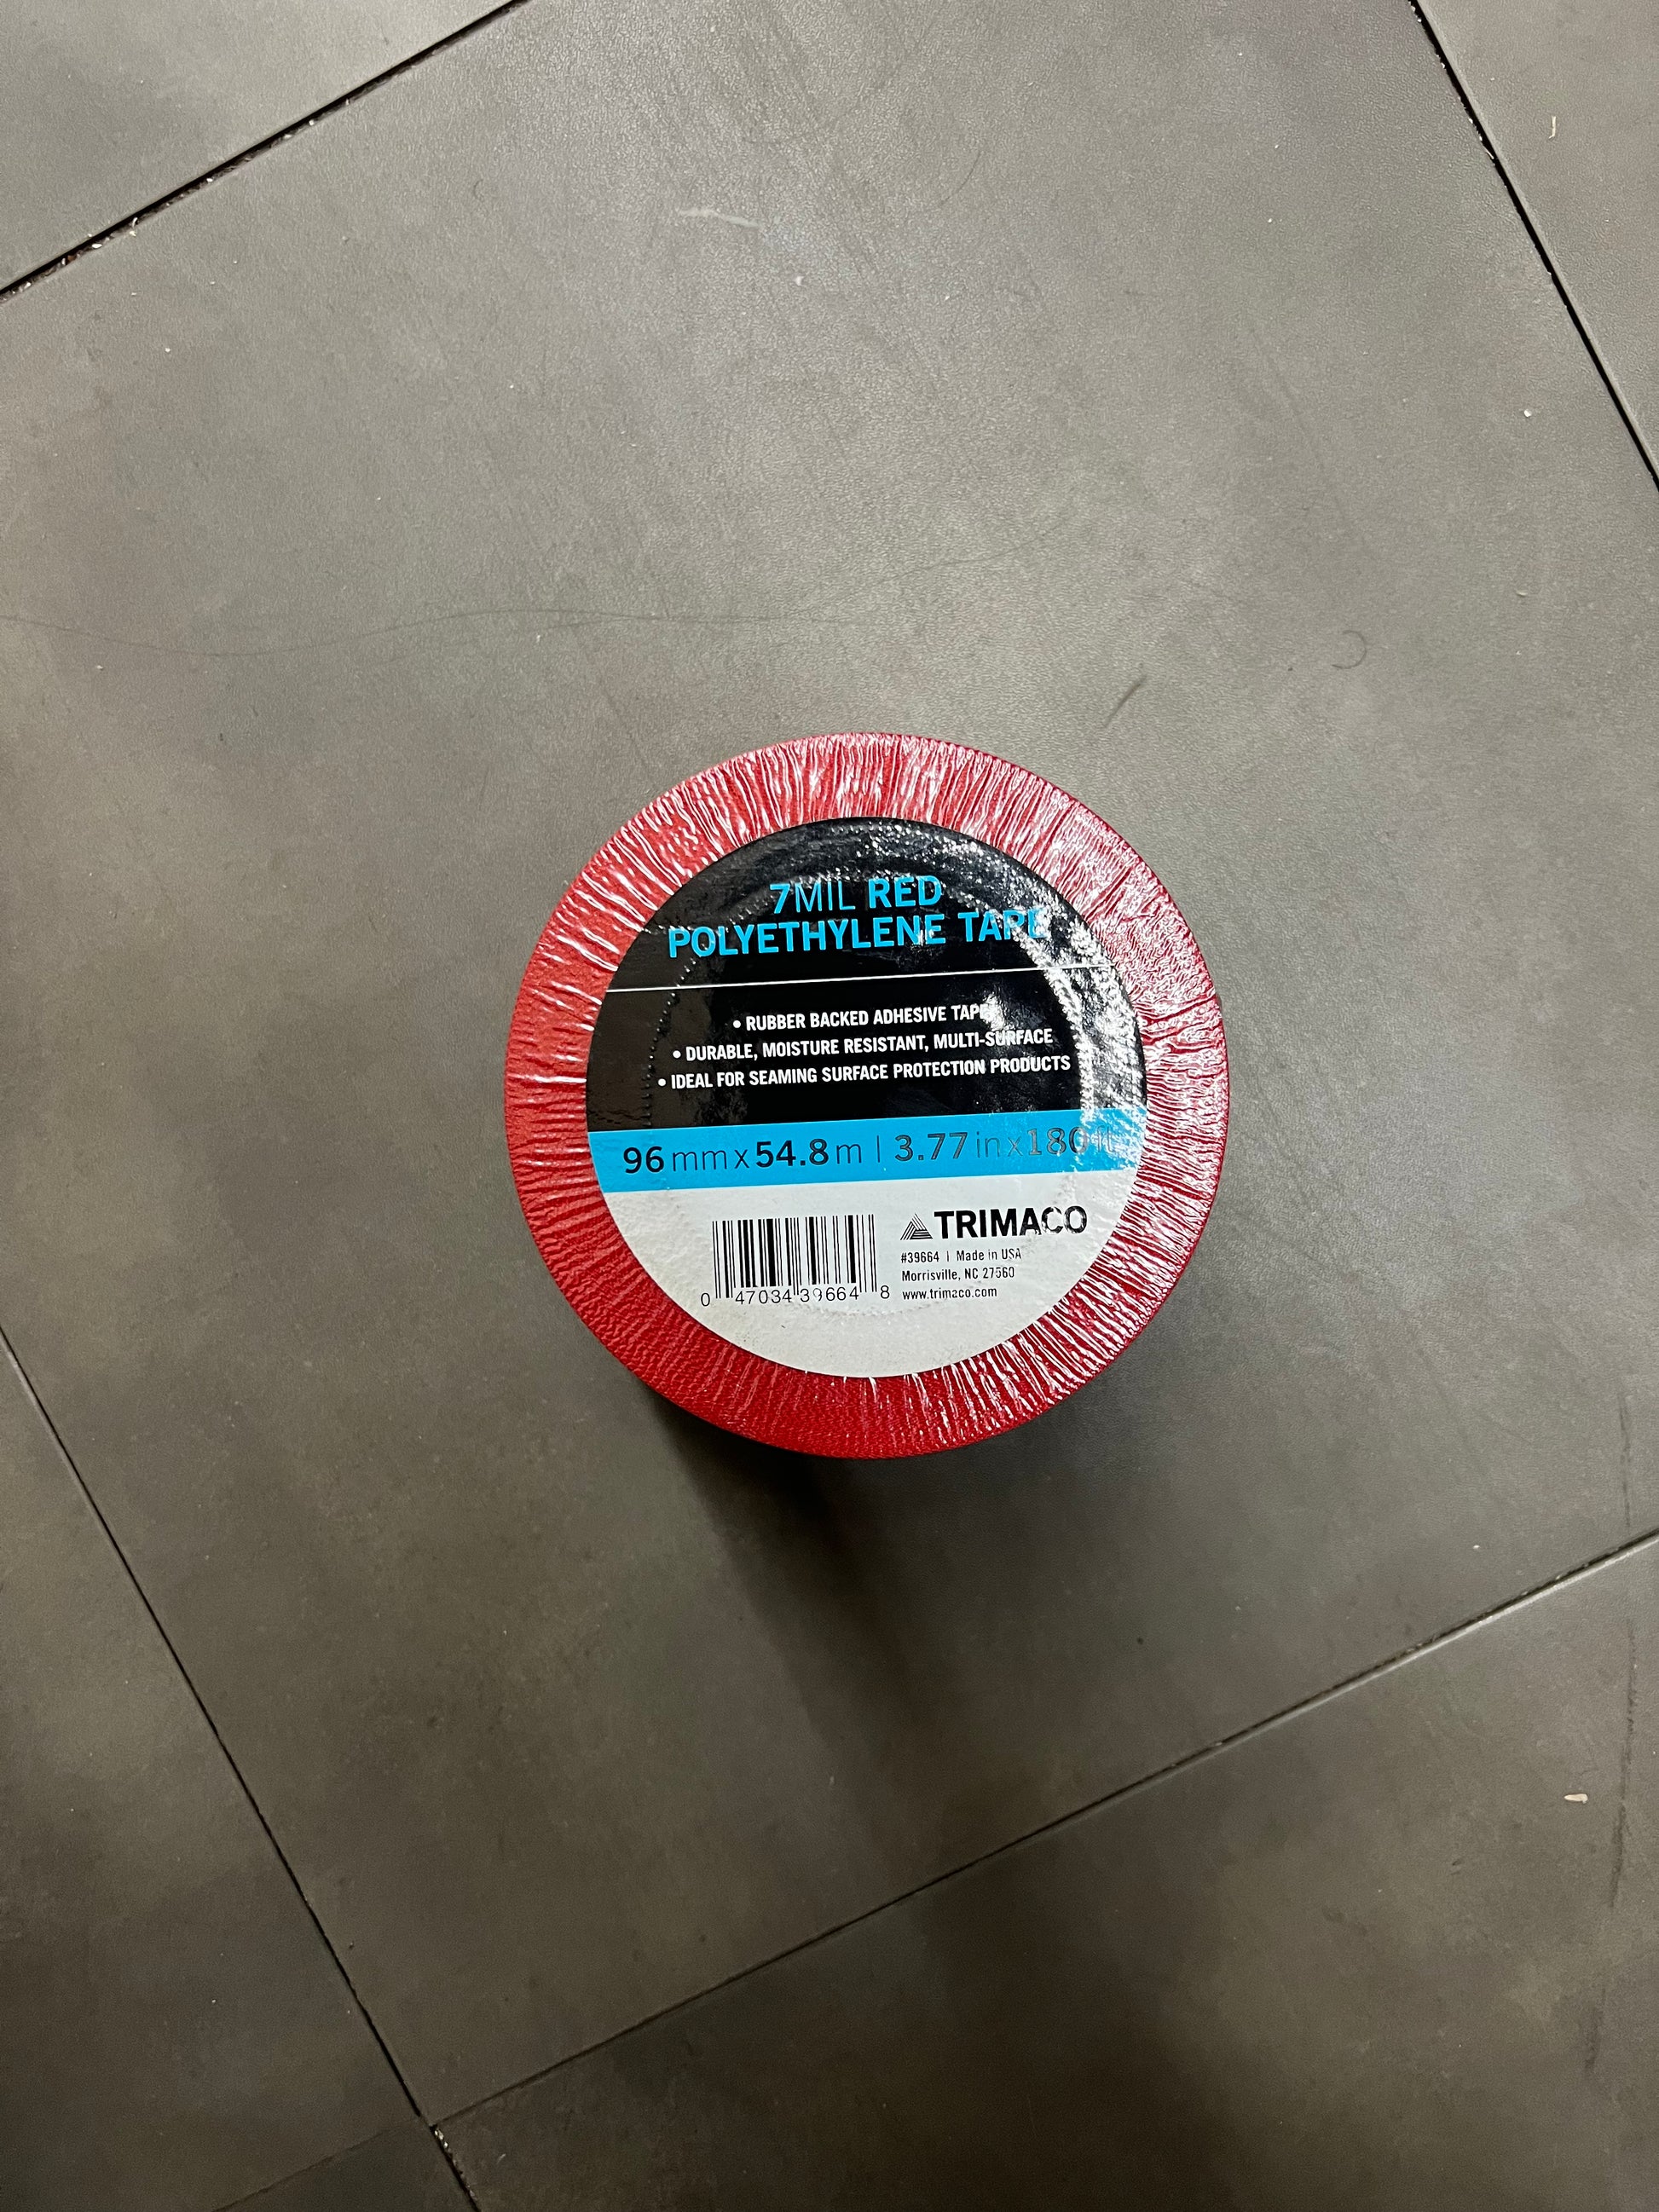 7MIL RED
POLYETHYLENE TAPE
• RUBBER BACKED ADHESIVE TAPE
• DURABLE, MOISTURE RESISTANT, MULTI-SURFACE
• IDEAL FOR SEAMING SURFACE PROTECTION PRODUCTS
96 mm x 54.8 m | 3.77 in x 180 ft
TRIMACO
#39664 | Made in USA
Morrisville, NC 27560
www.trimaco.com
0 47034 39664 8